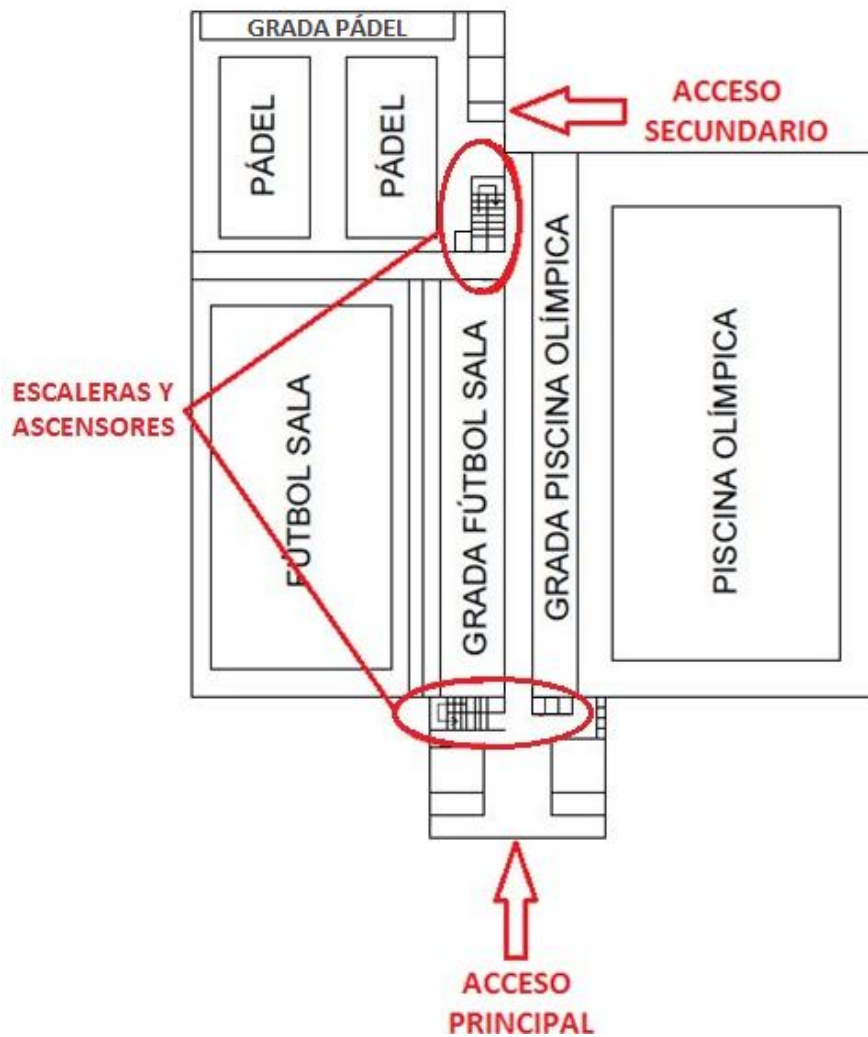 GRADA PÁDEL
ACCESO
SECUNDARIO
PÁDEL
PÁDEL
ESCALERAS Y
ASCENSORES
FÚTBOL SALA
GRADA FÚTBOL SALA
GRADA PISCINA OLÍMPICA
PISCINA OLÍMPICA
ACCESO
PRINCIPAL